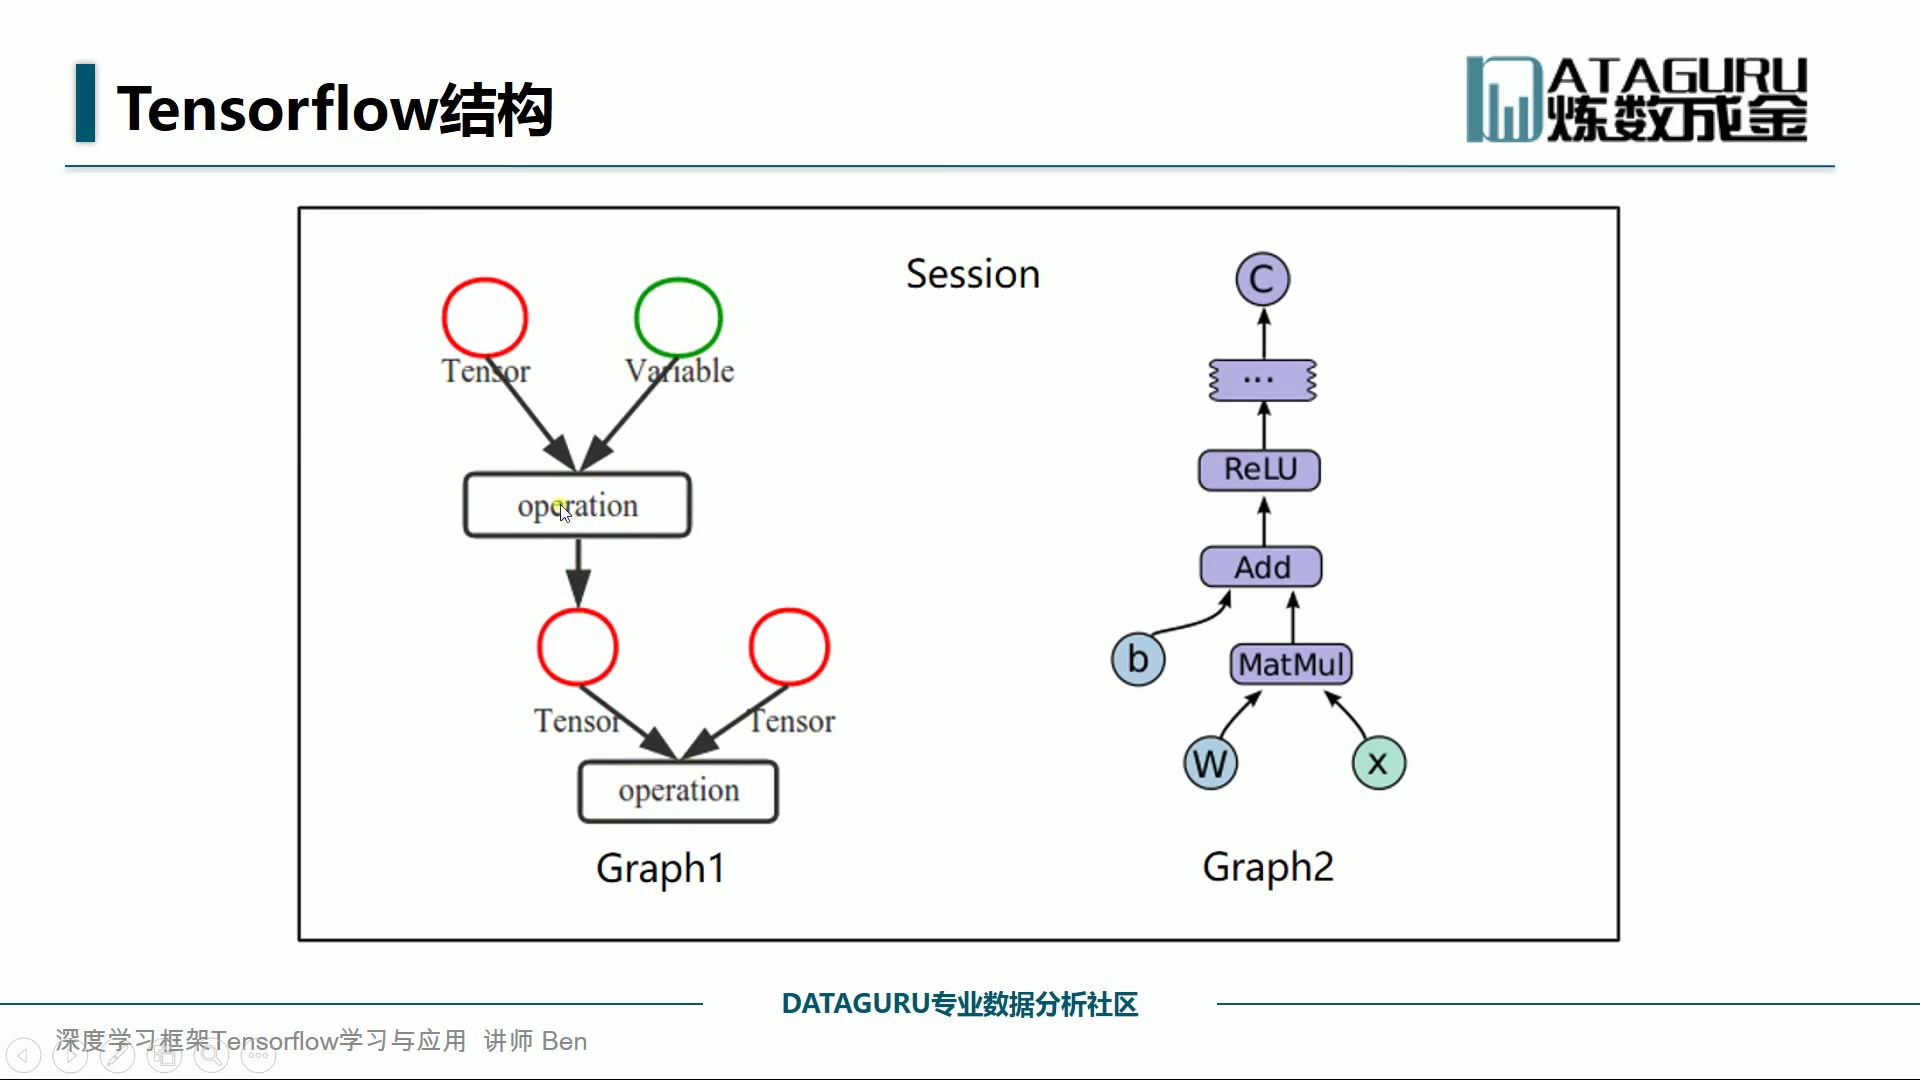 Tensorflow结构
DATAGURU
炼数成金
Session
Tensor
Variable
operation
Tensor
Tensor
operation
Graph1
C
...
ReLU
Add
b
MatMul
W
x
Graph2
DATAGURU专业数据分析社区
深度学习框架Tensorflow学习与应用 讲师 Ben